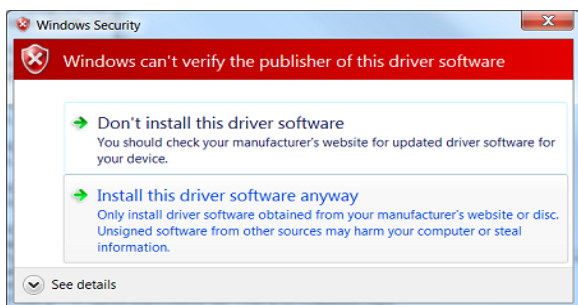 Windows Security
Windows can't verify the publisher of this driver software
Don't install this driver software
You should check your manufacturer's website for updated driver software for
your device.
Install this driver software anyway
Only install driver software obtained from your manufacturer's website or disc.
Unsigned software from other sources may harm your computer or steal
information.
See details